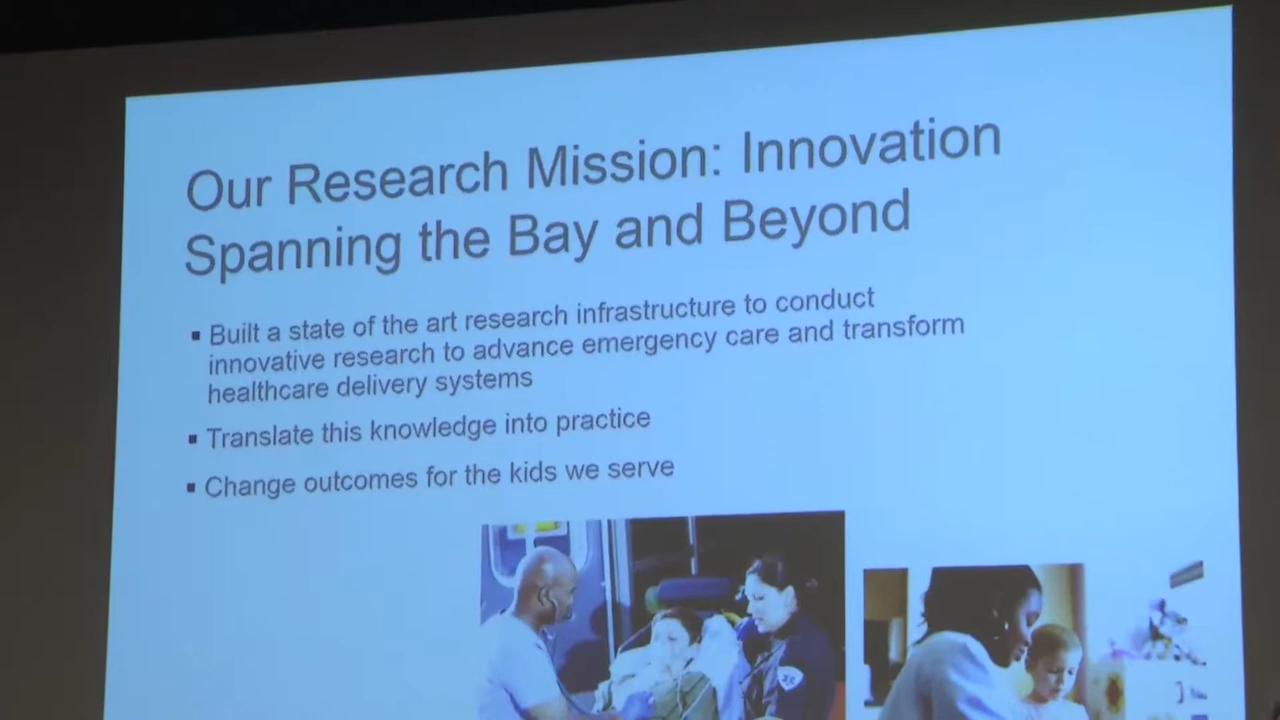 Our Research Mission: Innovation
Spanning the Bay and Beyond
▪ Built a state of the art research infrastructure to conduct
innovative research to advance emergency care and transform
healthcare delivery systems
▪ Translate this knowledge into practice
▪ Change outcomes for the kids we serve